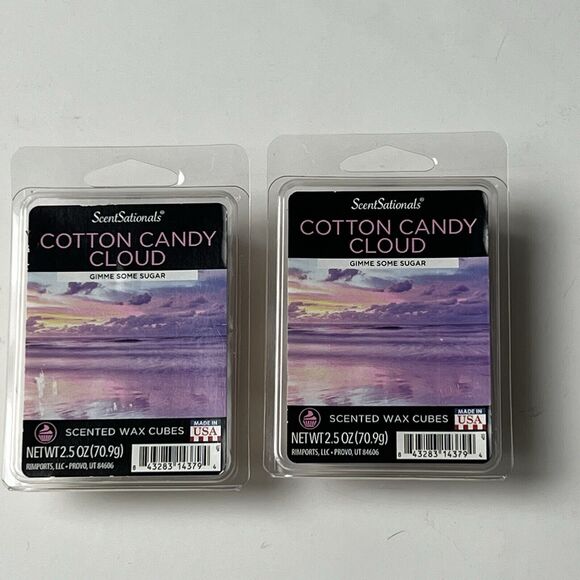 ScentSationals®
COTTON CANDY
CLOUD
GIMME SOME SUGAR
SCENTED WAX CUBES
MADE IN
USA
NET WT 2.5 OZ (70.9g)
RIMPORTS, LLC • PROVO, UT 84606
8 43283 14379 4
ScentSationals®
COTTON CANDY
CLOUD
GIMME SOME SUGAR
SCENTED WAX CUBES
MADE IN
USA
NET WT 2.5 OZ (70.9g)
RIMPORTS, LLC • PROVO, UT 84606
8 43283 14379 4